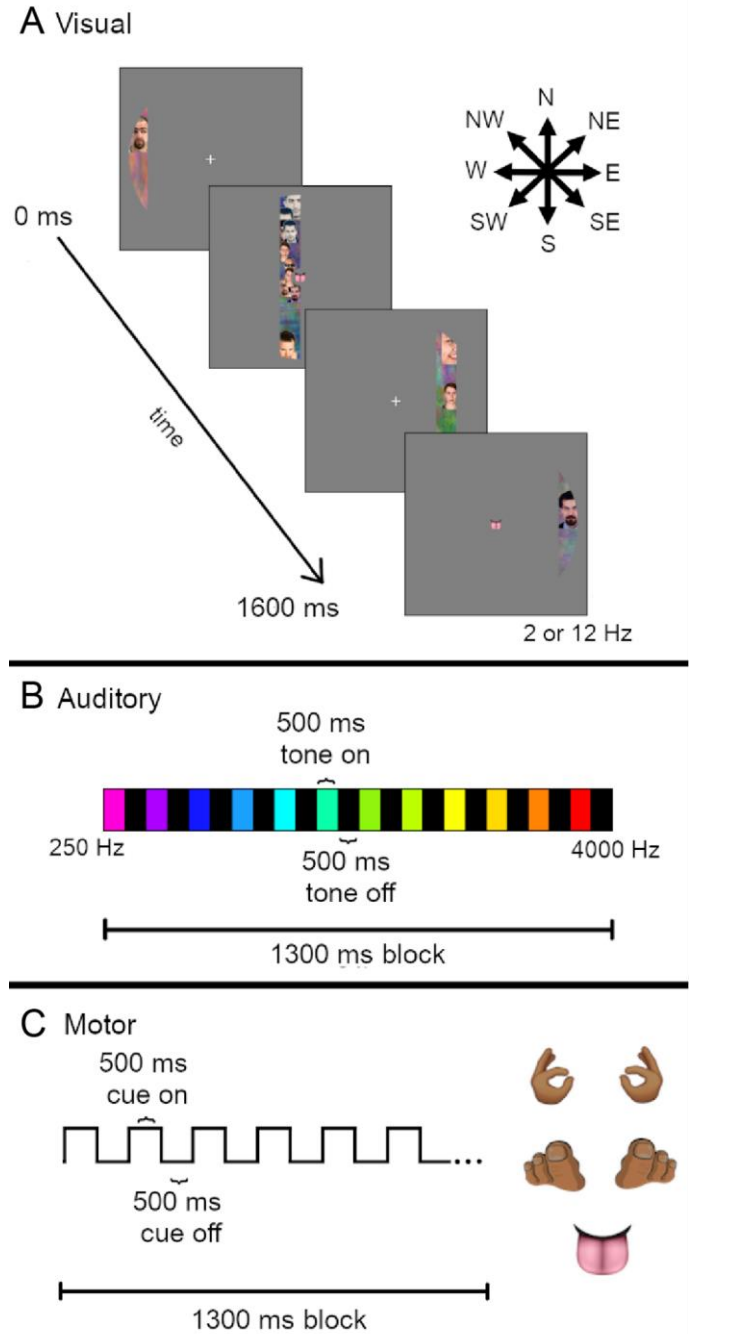 A Visual
N
NW
NE
W
E
SW
SE
S
0 ms
time
1600 ms
2 or 12 Hz
B Auditory
500 ms
tone on
250 Hz
4000 Hz
500 ms
tone off
1300 ms block
C Motor
500 ms
cue on
...
500 ms
cue off
1300 ms block